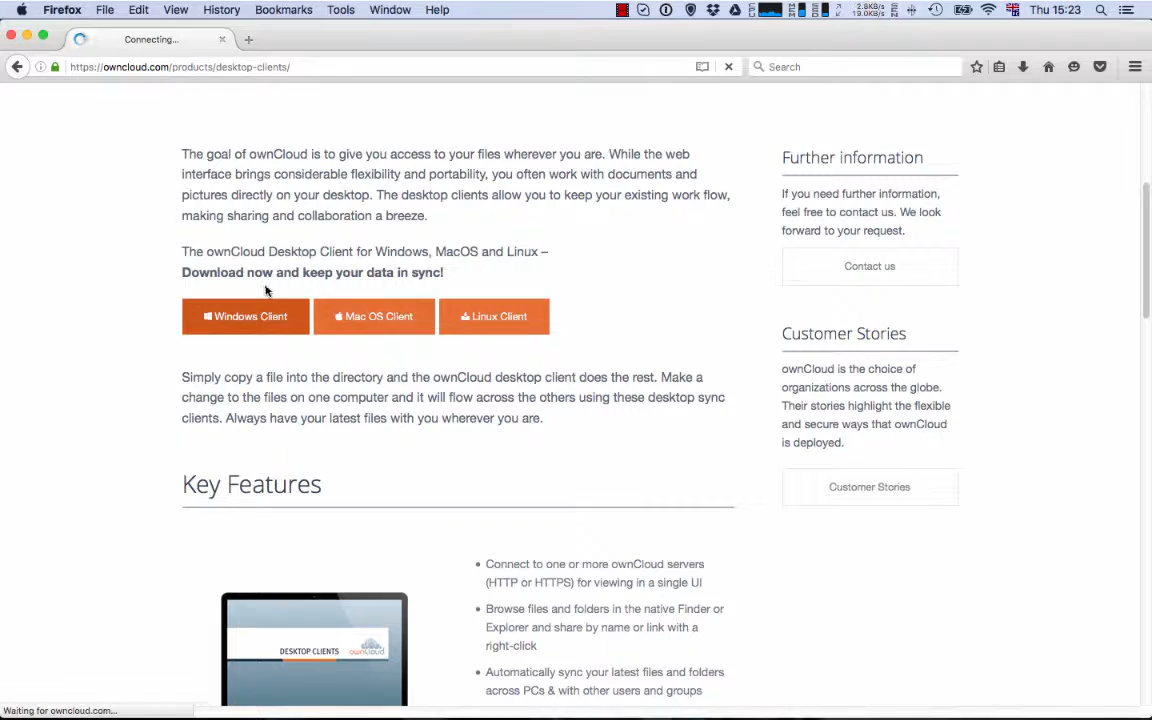 Firefox File Edit View History Bookmarks Tools Window Help 2.8KB/s 19.0KB/s Thu 15:23
Connecting...
https://owncloud.com/products/desktop-clients/ Search
The goal of ownCloud is to give you access to your files wherever you are. While the web
interface brings considerable flexibility and portability, you often work with documents and
pictures directly on your desktop. The desktop clients allow you to keep your existing work flow,
making sharing and collaboration a breeze.
The ownCloud Desktop Client for Windows, MacOS and Linux –
Download now and keep your data in sync!
Windows Client Mac OS Client Linux Client
Simply copy a file into the directory and the ownCloud desktop client does the rest. Make a
change to the files on one computer and it will flow across the others using these desktop sync
clients. Always have your latest files with you wherever you are.
Key Features
DESKTOP CLIENTS ownCloud
• Connect to one or more ownCloud servers
(HTTP or HTTPS) for viewing in a single UI
• Browse files and folders in the native Finder or
Explorer and share by name or link with a
right-click
• Automatically sync your latest files and folders
across PCs & with other users and groups
Further information
If you need further information,
feel free to contact us. We look
forward to your request.
Contact us
Customer Stories
ownCloud is the choice of
organizations across the globe.
Their stories highlight the flexible
and secure ways that ownCloud
is deployed.
Customer Stories
Waiting for owncloud.com...